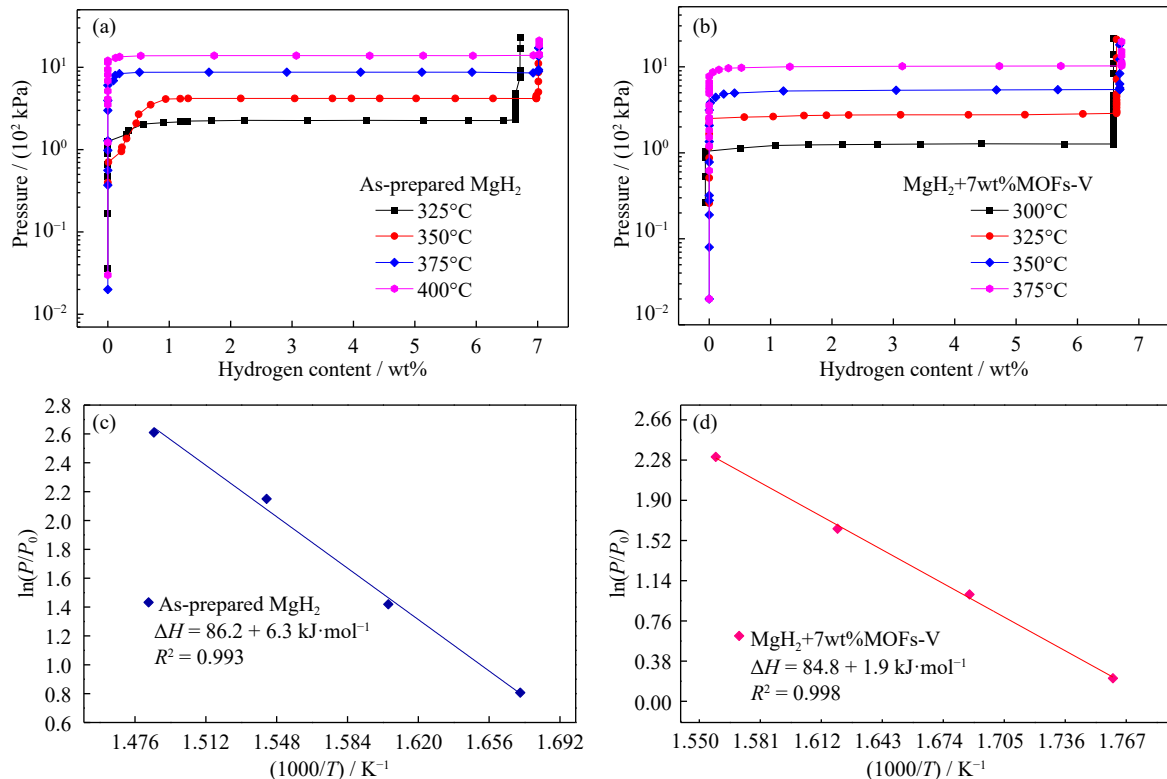 (a)
10¹
10⁰
10⁻¹
10⁻²
Pressure / (10² kPa)
As-prepared MgH₂
325°C
350°C
375°C
400°C
0 1 2 3 4 5 6 7
Hydrogen content / wt%
(b)
10¹
10⁰
10⁻¹
10⁻²
Pressure / (10² kPa)
MgH₂+7wt%MOFs-V
300°C
325°C
350°C
375°C
0 1 2 3 4 5 6 7
Hydrogen content / wt%
(c)
2.8
2.6
2.4
2.2
2.0
1.8
1.6
1.4
1.2
1.0
0.8
0.6
ln(P/P₀)
As-prepared MgH₂
ΔH = 86.2 + 6.3 kJ·mol⁻¹
R² = 0.993
1.476 1.512 1.548 1.584 1.620 1.656 1.692
(1000/T) / K⁻¹
(d)
2.66
2.28
1.90
1.52
1.14
0.76
0.38
0.00
ln(P/P₀)
MgH₂+7wt%MOFs-V
ΔH = 84.8 + 1.9 kJ·mol⁻¹
R² = 0.998
1.550 1.581 1.612 1.643 1.674 1.705 1.736 1.767
(1000/T) / K⁻¹